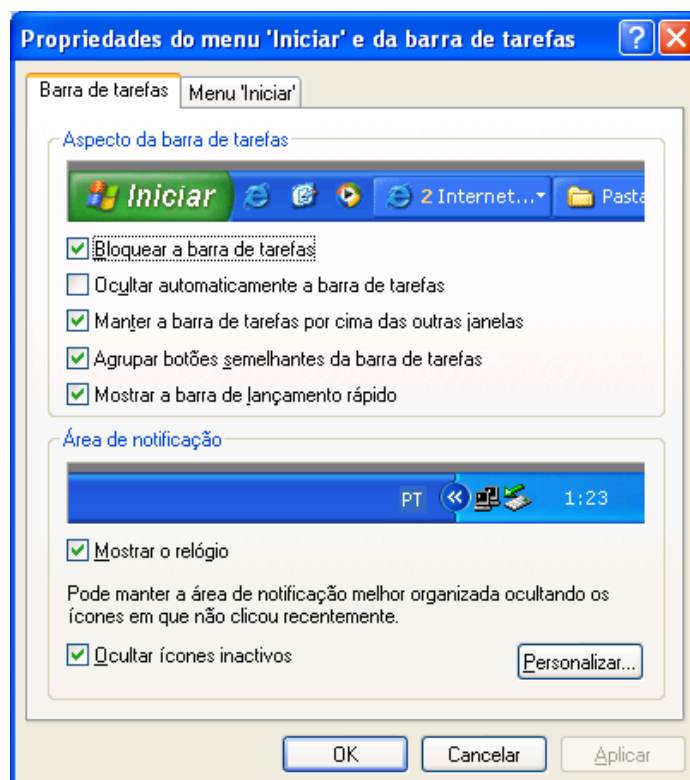 Propriedades do menu 'Iniciar' e da barra de tarefas
Barra de tarefas
Menu 'Iniciar'
Aspecto da barra de tarefas
Iniciar
2 Internet...
Pasta
Bloquear a barra de tarefas
Ocultar automaticamente a barra de tarefas
Manter a barra de tarefas por cima das outras janelas
Agrupar botões semelhantes da barra de tarefas
Mostrar a barra de lançamento rápido
Área de notificação
PT
1:23
Mostrar o relógio
Pode manter a área de notificação melhor organizada ocultando os
ícones em que não clicou recentemente.
Ocultar ícones inactivos
Personalizar...
OK
Cancelar
Aplicar